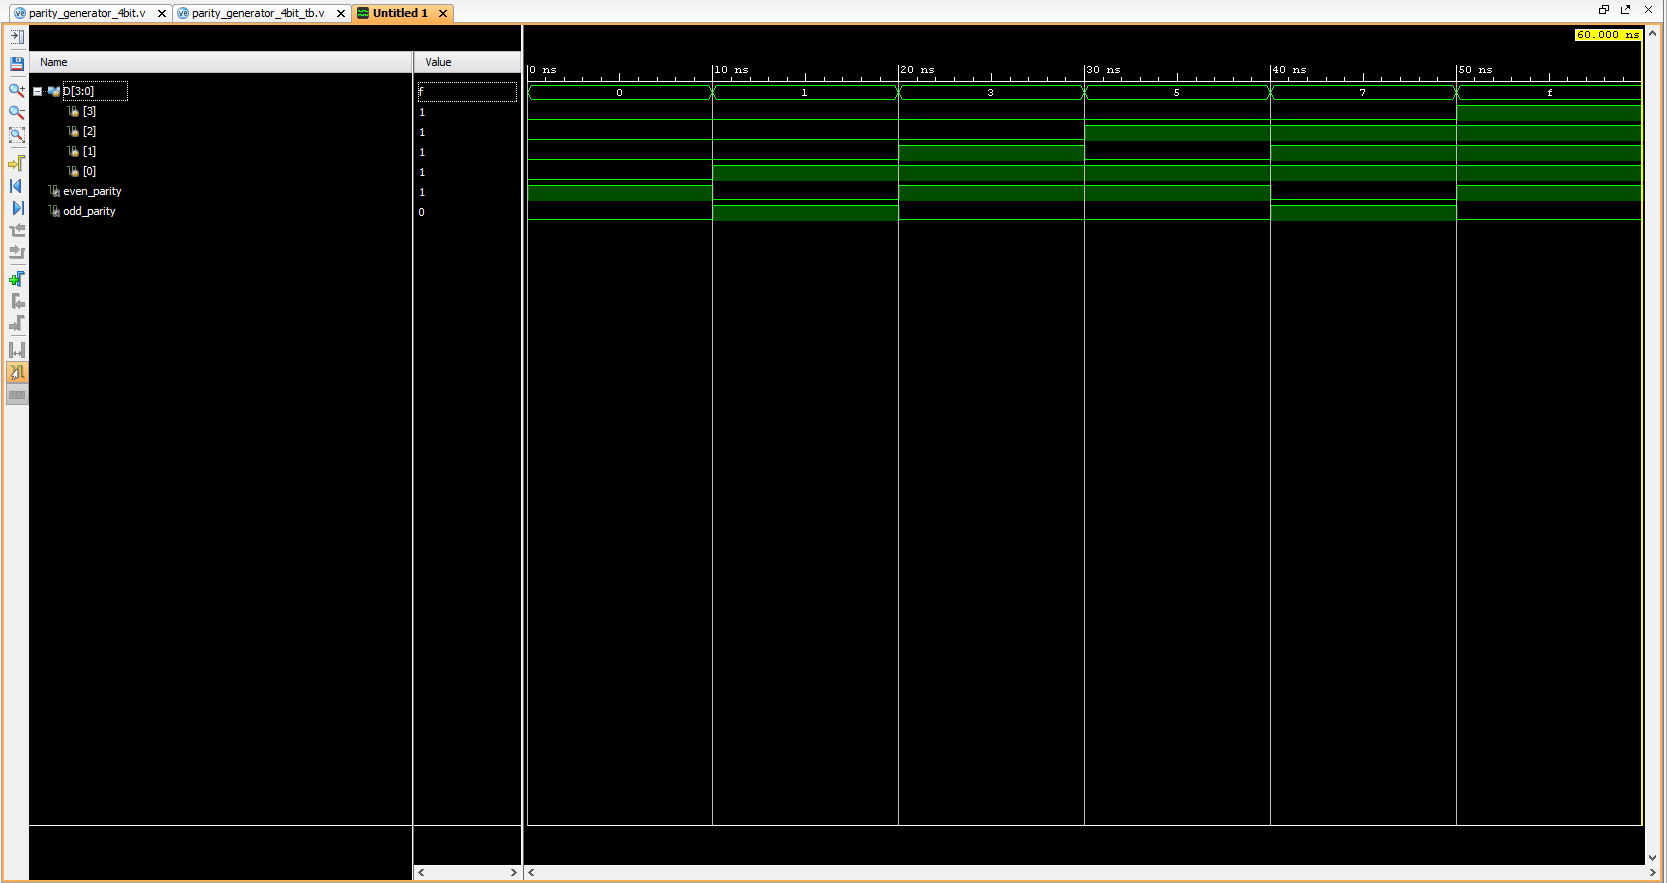 parity_generator_4bit.v parity_generator_4bit_tb.v Untitled 1
60.000 ns
Name Value
0 ns 10 ns 20 ns 30 ns 40 ns 50 ns
D[3:0] f 0 1 3 5 7 f
[3] 1
[2] 1
[1] 1
[0] 1
even_parity 1
odd_parity 0